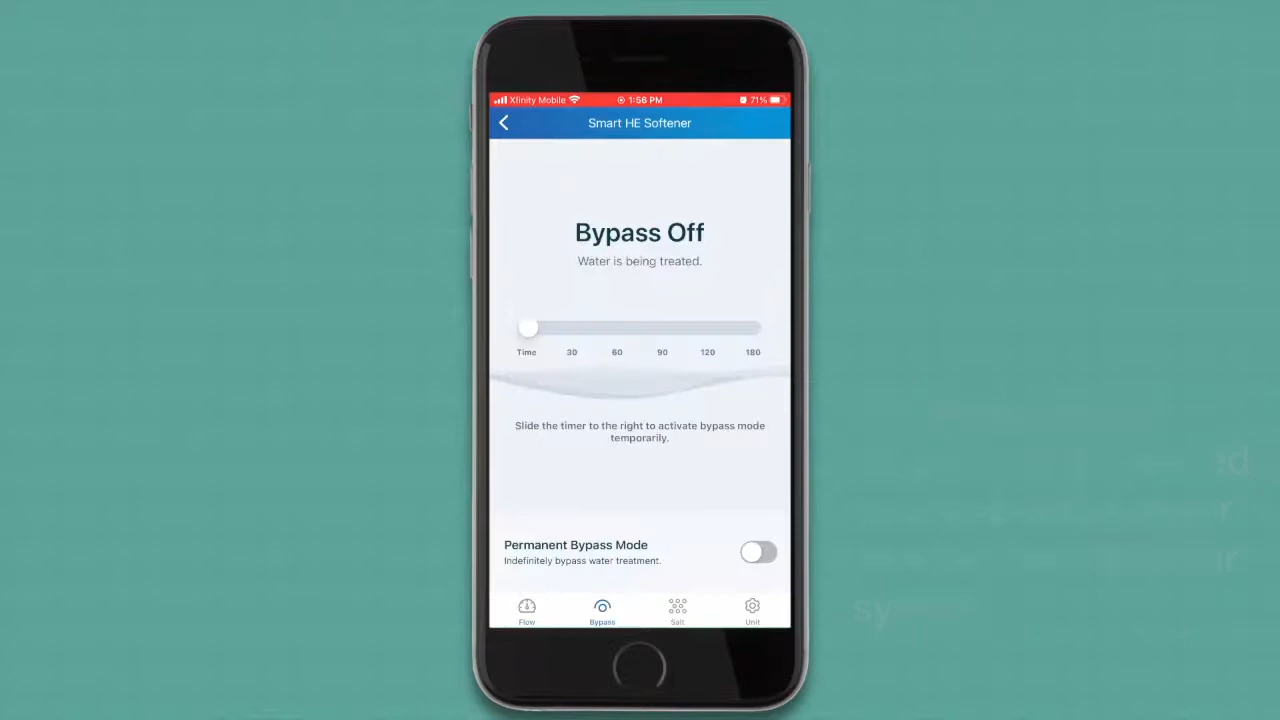 Xfinity Mobile 1:56 PM 71%
Smart HE Softener
Bypass Off
Water is being treated.
Time 30 60 90 120 180
Slide the timer to the right to activate bypass mode
temporarily.
Permanent Bypass Mode
Indefinitely bypass water treatment.
Flow Bypass Salt Unit